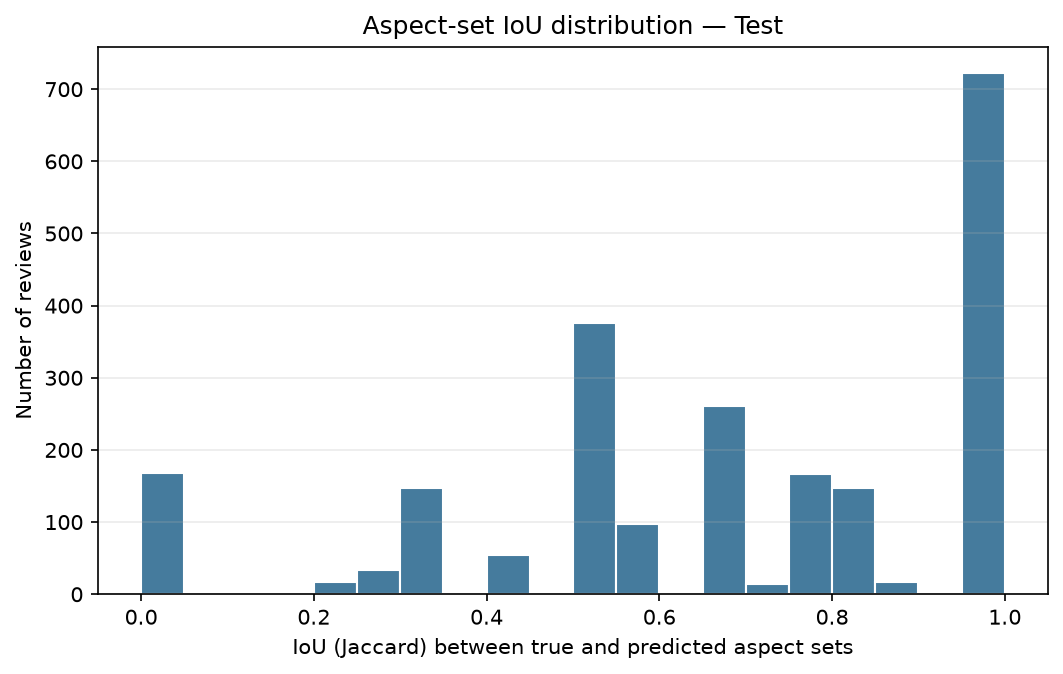 Aspect-set IoU distribution — Test
Number of reviews
700
600
500
400
300
200
100
0
0.0 0.2 0.4 0.6 0.8 1.0
IoU (Jaccard) between true and predicted aspect sets